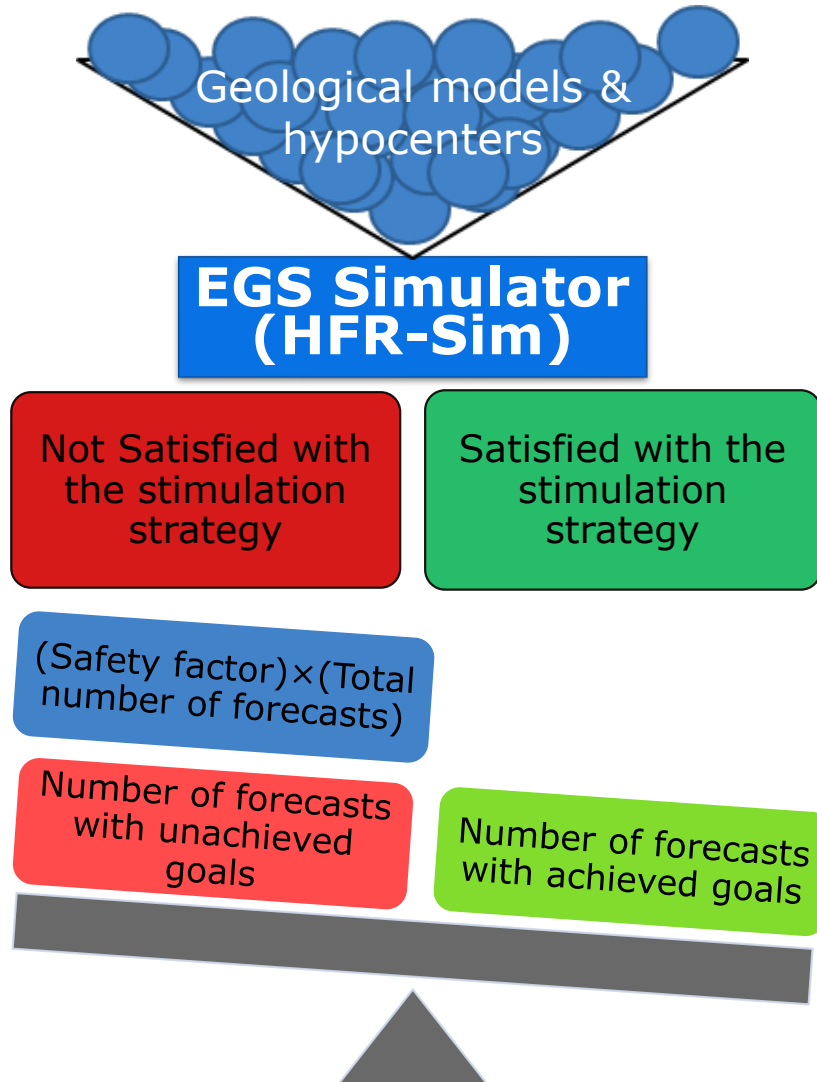 Geological models &
hypocenters
EGS Simulator
(HFR-Sim)
Not Satisfied with
the stimulation
strategy
Satisfied with the
stimulation
strategy
(Safety factor)×(Total
number of forecasts)
Number of forecasts
with unachieved
goals
Number of forecasts
with achieved goals